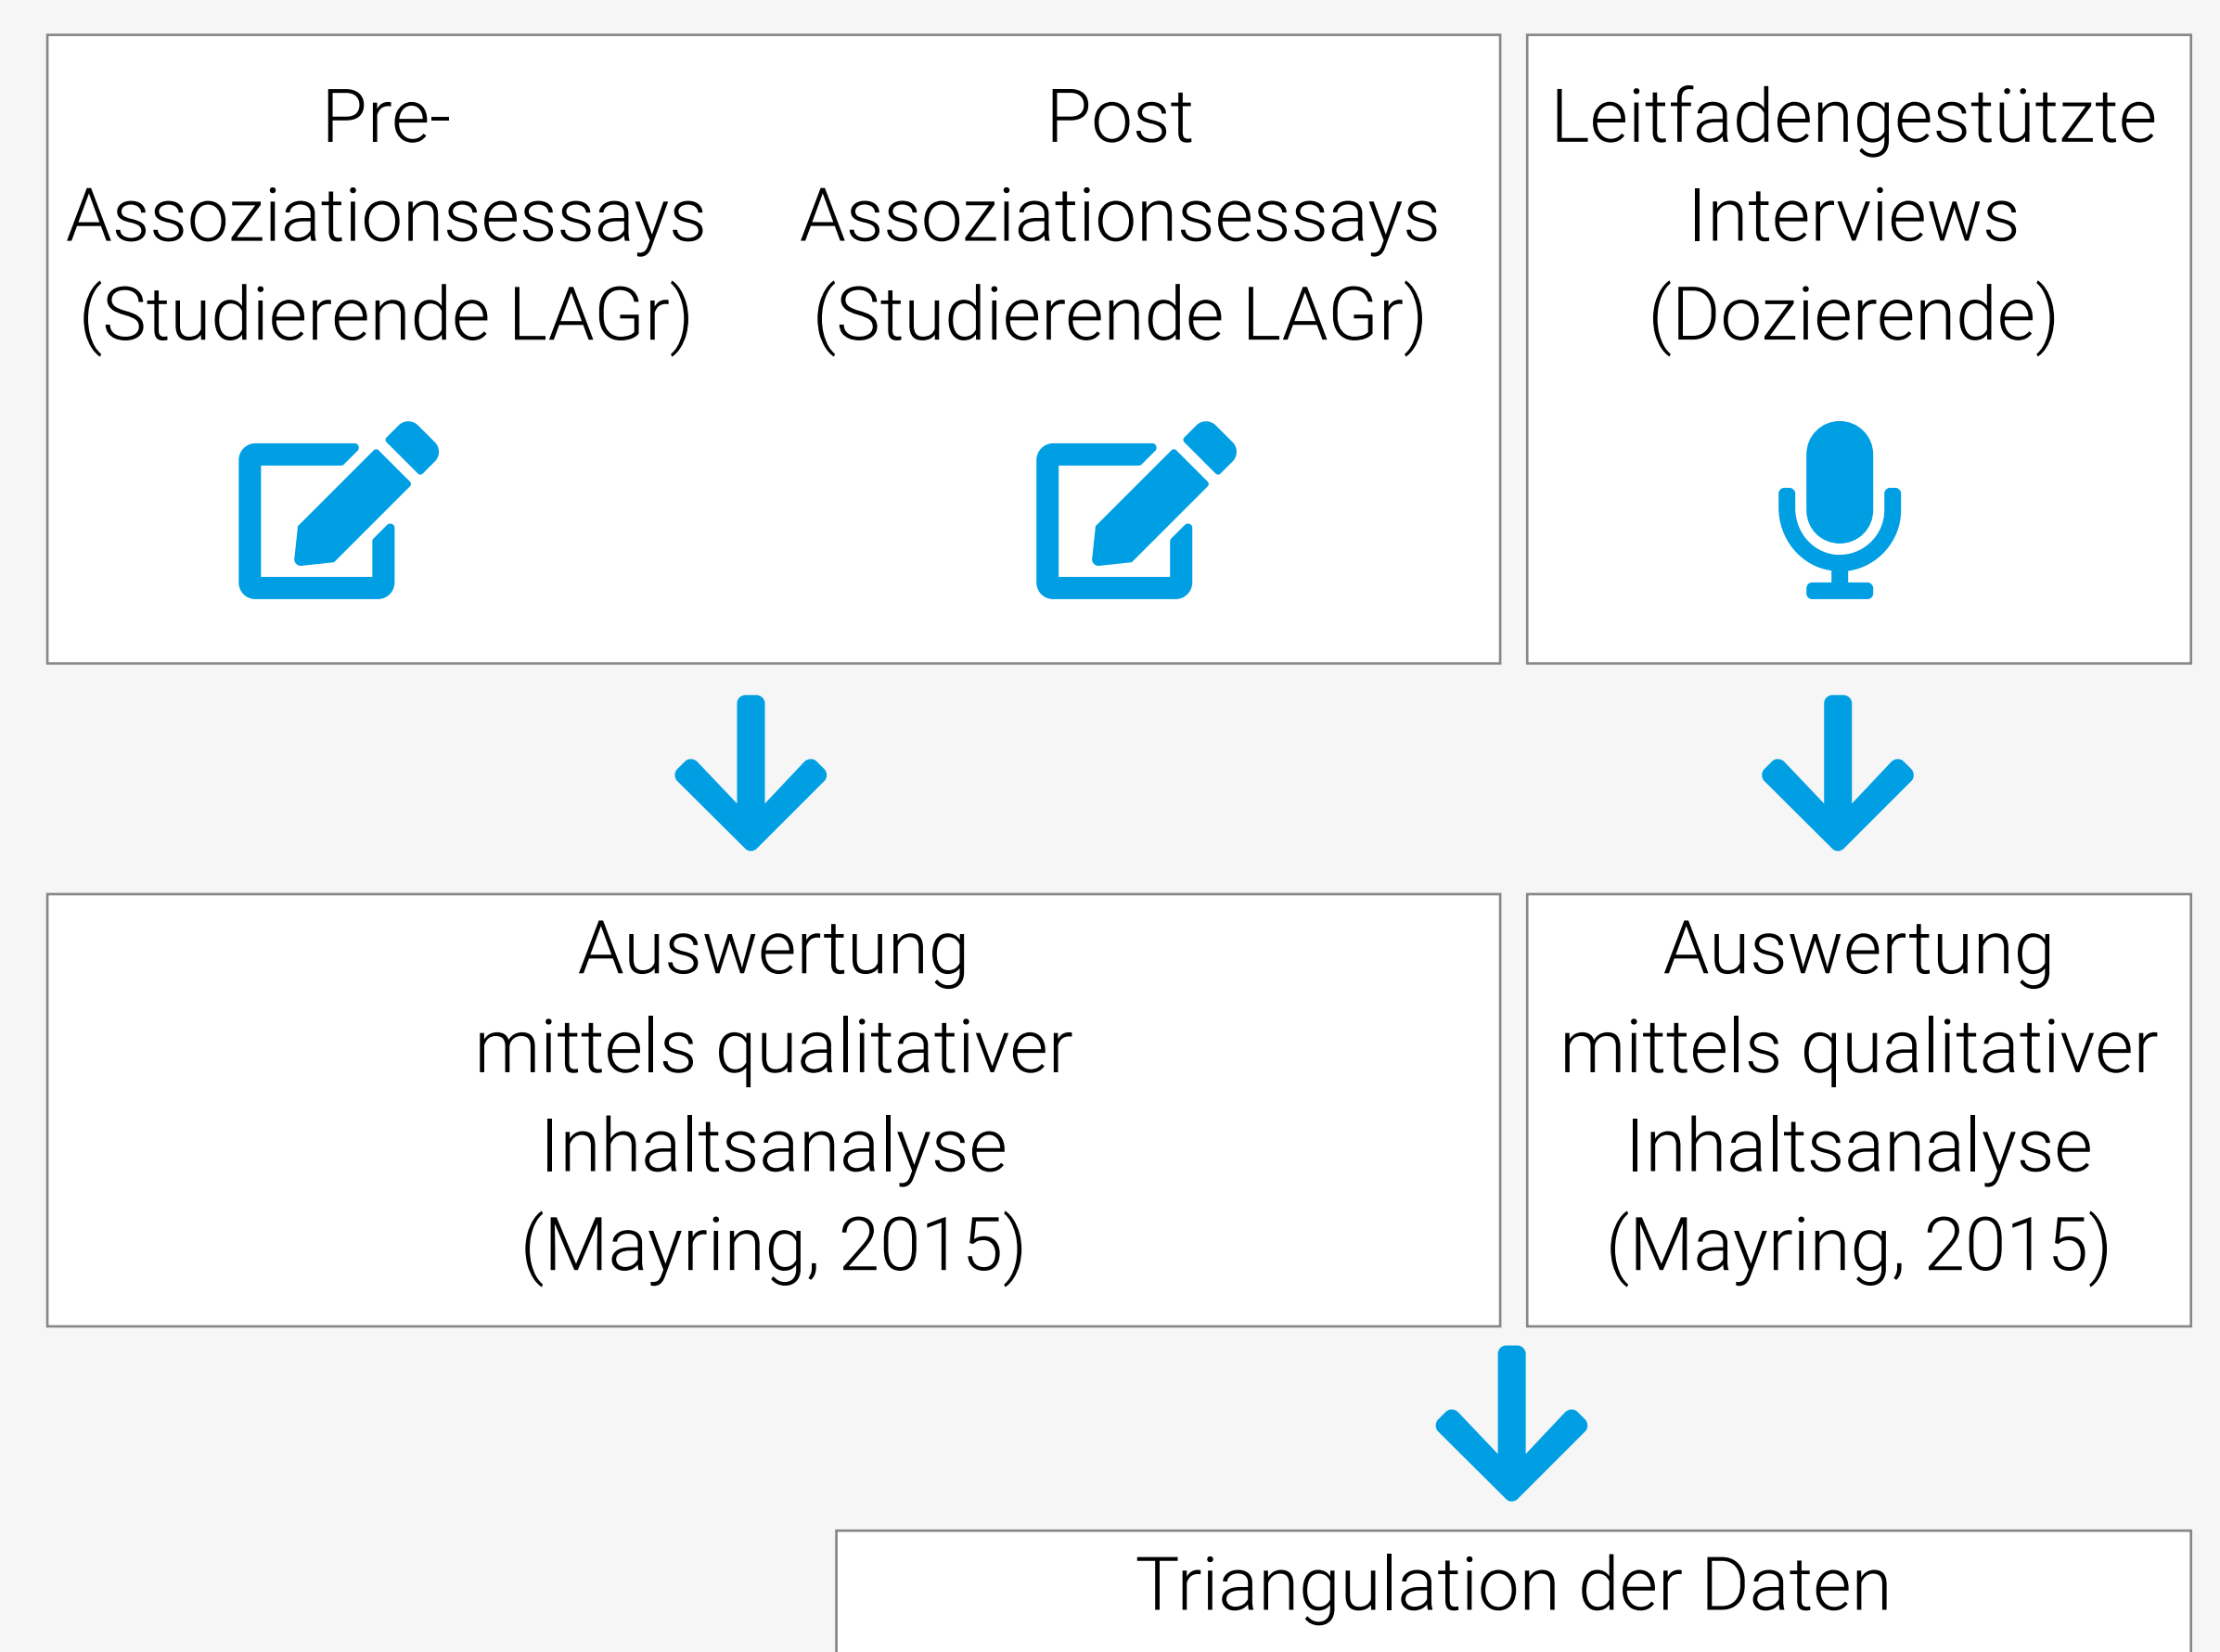 Pre-
Assoziationsessays
(Studierende LAGr)
Post
Assoziationsessays
(Studierende LAGr)
Leitfadengestützte
Interviews
(Dozierende)
Auswertung
mittels qualitativer
Inhaltsanalyse
(Mayring, 2015)
Auswertung
mittels qualitativer
Inhaltsanalyse
(Mayring, 2015)
Triangulation der Daten